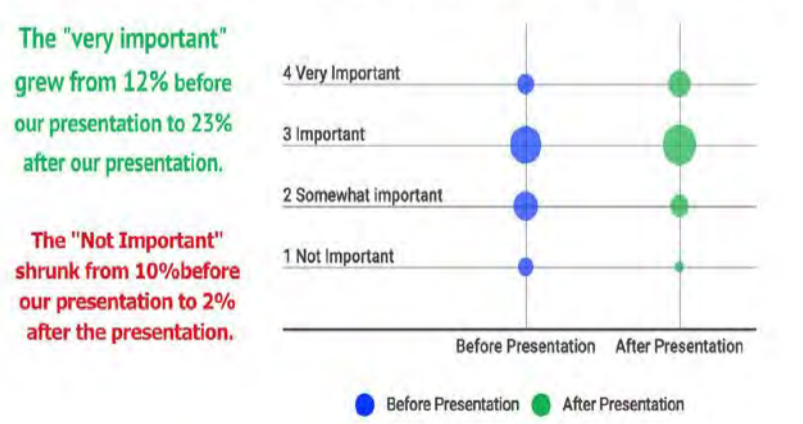 The "very important"
grew from 12% before
our presentation to 23%
after our presentation.
The "Not Important"
shrunk from 10%before
our presentation to 2%
after the presentation.
4 Very Important
3 Important
2 Somewhat important
1 Not Important
Before Presentation After Presentation
Before Presentation After Presentation